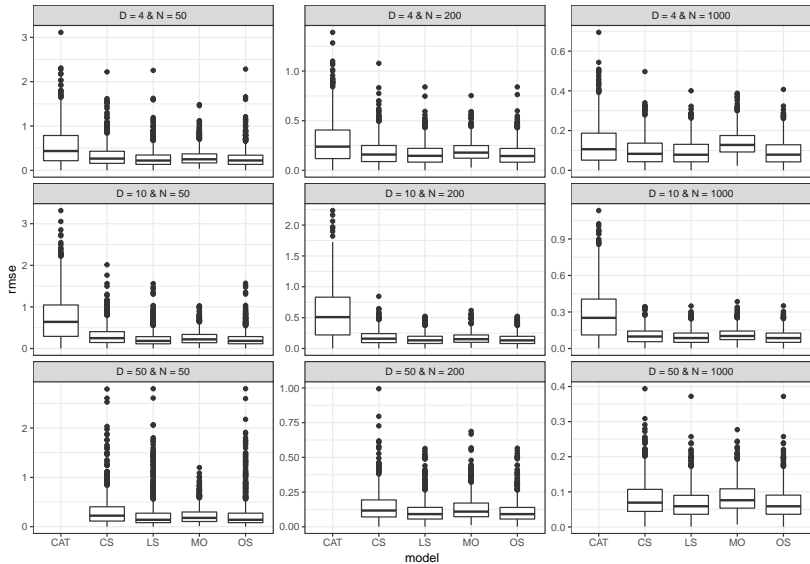 D = 4 & N = 50
D = 4 & N = 200
D = 4 & N = 1000
3
2
1
0
1.0
0.5
0.0
0.6
0.4
0.2
0.0
D = 10 & N = 50
D = 10 & N = 200
D = 10 & N = 1000
3
2
1
0
2.0
1.5
1.0
0.5
0.0
0.9
0.6
0.3
0.0
rmse
D = 50 & N = 50
D = 50 & N = 200
D = 50 & N = 1000
2
1
0
1.00
0.75
0.50
0.25
0.00
0.4
0.3
0.2
0.1
0.0
CAT CS LS MO OS
CAT CS LS MO OS
CAT CS LS MO OS
model